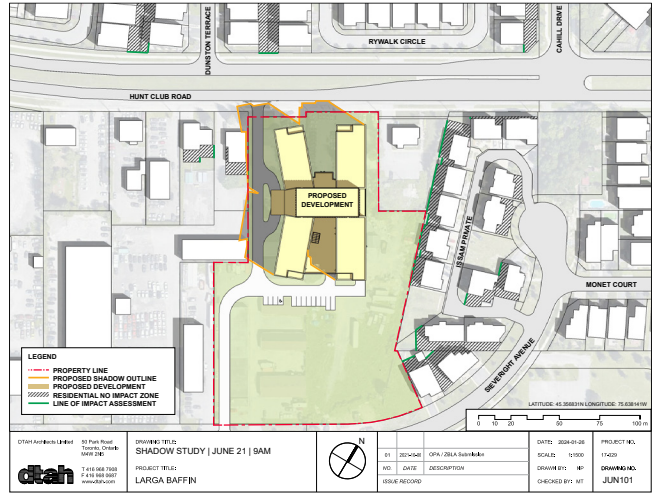 DUNSTON TERRACE
RYWALK CIRCLE
CAHILL DRIVE
HUNT CLUB ROAD
PROPOSED
DEVELOPMENT
ISSAM PRIVATE
MONET COURT
SIEVERIGHT AVENUE
LEGEND
PROPERTY LINE
PROPOSED SHADOW OUTLINE
PROPOSED DEVELOPMENT
RESIDENTIAL NO IMPACT ZONE
LINE OF IMPACT ASSESSMENT
LATITUDE: 45.356831N LONGITUDE: 75.638141W
0 10 20 50 75 100 m
DTAH Architects Limited
50 Park Road
Toronto, Ontario
M4W 2N5
T 416 968 9479
F 416 968 0687
www.dtah.com
dtah
DRAWING TITLE:
SHADOW STUDY | JUNE 21 | 9AM
PROJECT TITLE:
LARGA BAFFIN
N
01 OPA / ZBLA Submission
NO. DATE DESCRIPTION
ISSUE RECORD
DATE: 2024-01-26
SCALE: 1:1500
DRAWN BY: NP
CHECKED BY: MT
PROJECT NO.
17-029
DRAWING NO.
JUN101